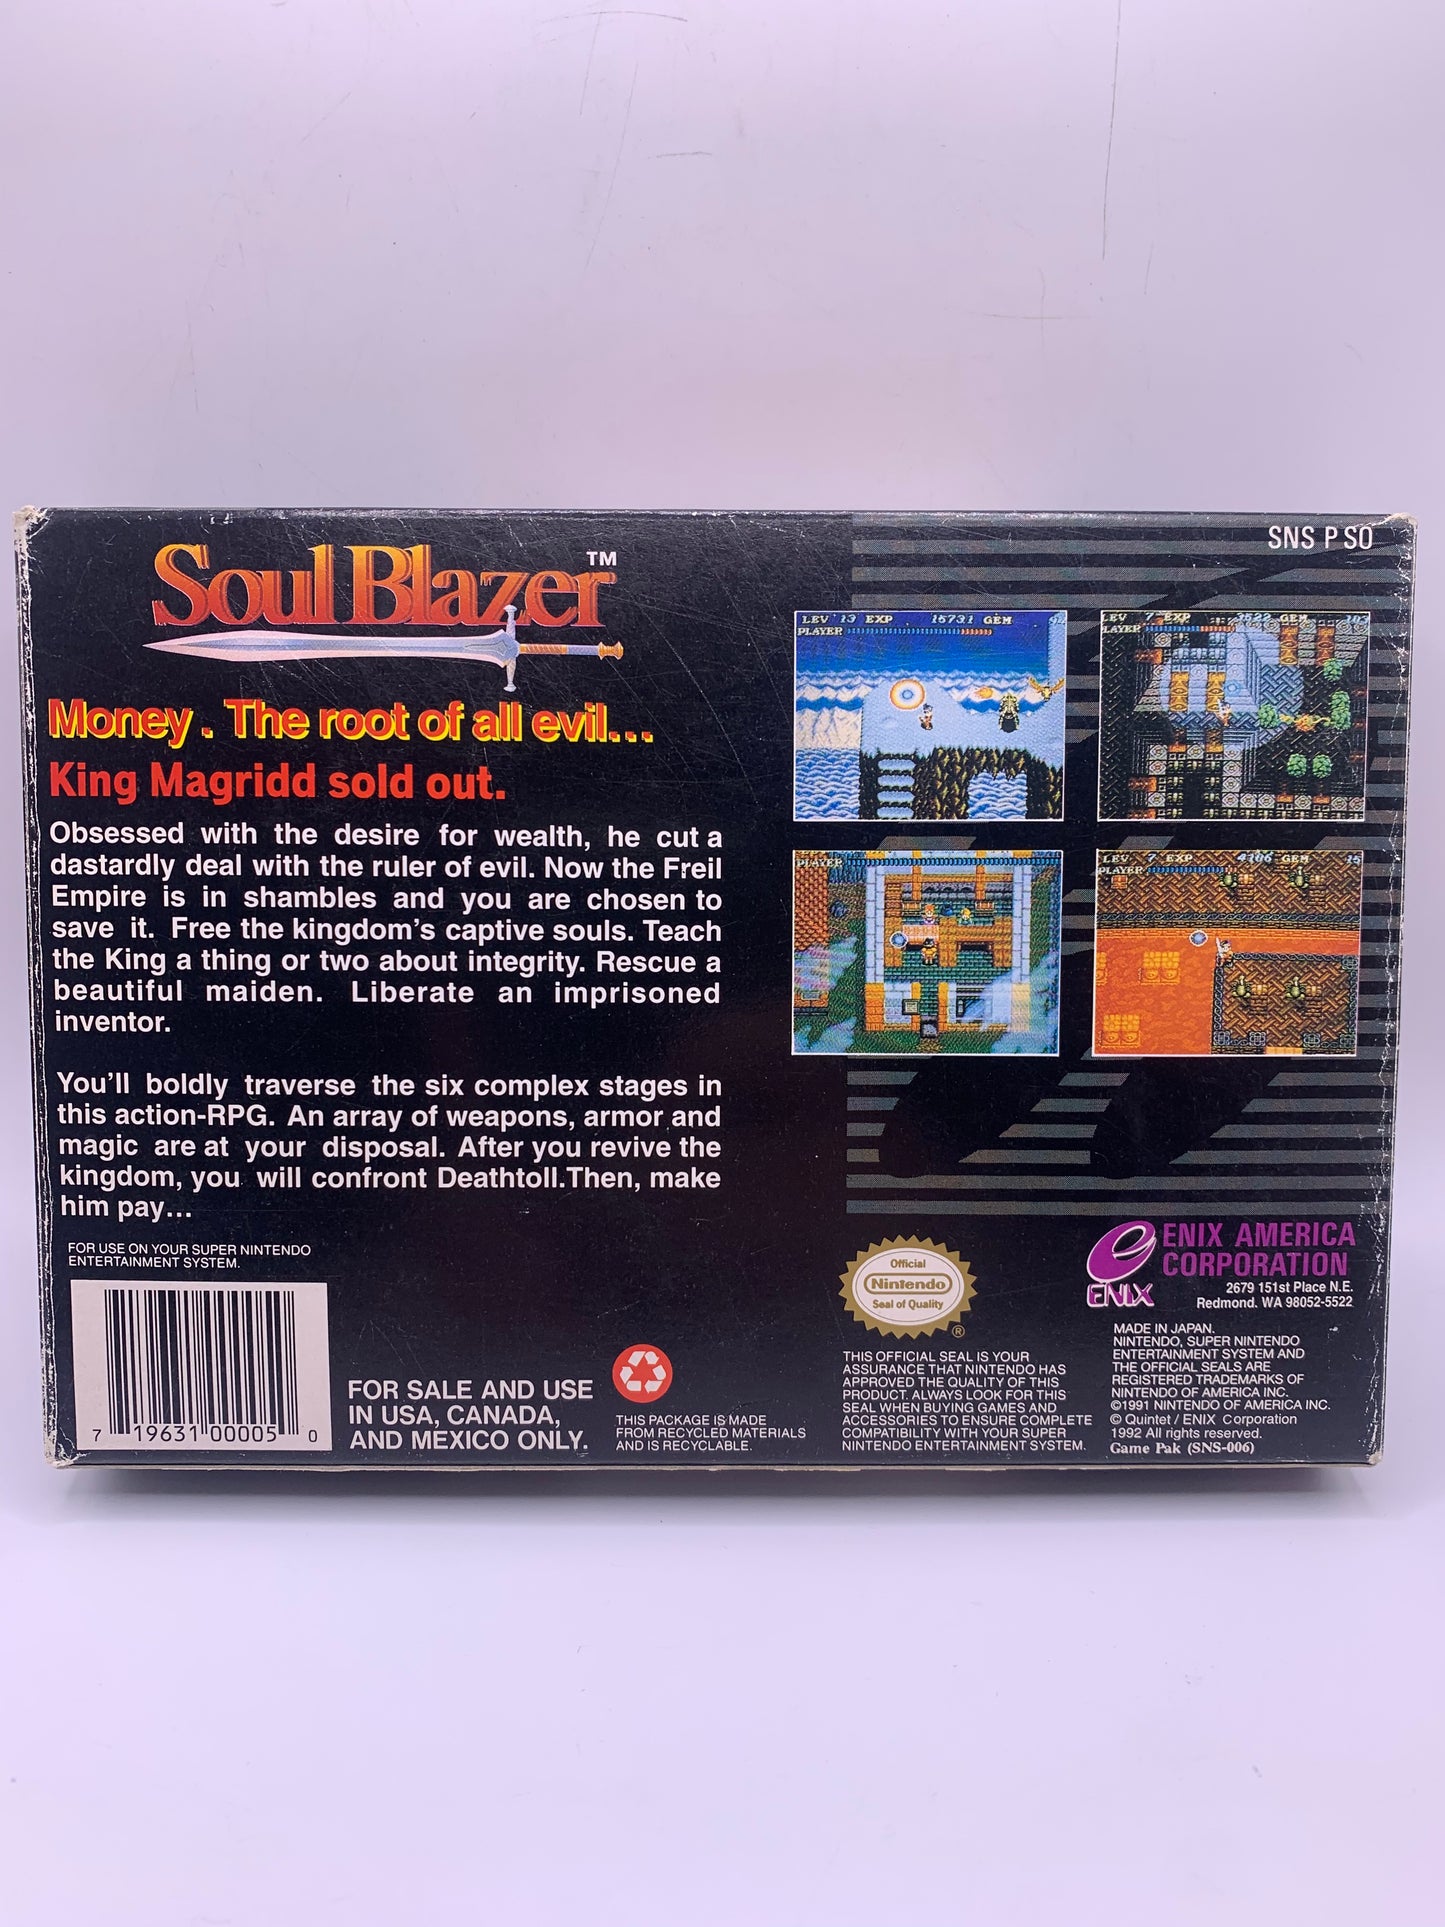 SNS P SO
Soul Blazer™
Money. The root of all evil...
King Magridd sold out.
Obsessed with the desire for wealth, he cut a
dastardly deal with the ruler of evil. Now the Freil
Empire is in shambles and you are chosen to
save it. Free the kingdom's captive souls. Teach
the King a thing or two about integrity. Rescue a
beautiful maiden. Liberate an imprisoned
inventor.
You'll boldly traverse the six complex stages in
this action-RPG. An array of weapons, armor and
magic are at your disposal. After you revive the
kingdom, you will confront Deathtoll.Then, make
him pay...
FOR USE ON YOUR SUPER NINTENDO
ENTERTAINMENT SYSTEM.
7 19631 00005 0
FOR SALE AND USE
IN USA, CANADA,
AND MEXICO ONLY.
THIS PACKAGE IS MADE
FROM RECYCLED MATERIALS
AND IS RECYCLABLE.
LEV 13 EXP 15731 GEM
PLAYER
LEV 7 EXP GEM
PLAYER
PLAYER
LEV 7 EXP 4106 GEM 15
PLAYER
Official
Nintendo
Seal of Quality
®
THIS OFFICIAL SEAL IS YOUR
ASSURANCE THAT NINTENDO HAS
APPROVED THE QUALITY OF THIS
PRODUCT. ALWAYS LOOK FOR THIS
SEAL WHEN BUYING GAMES AND
ACCESSORIES TO ENSURE COMPLETE
COMPATIBILITY WITH YOUR SUPER
NINTENDO ENTERTAINMENT SYSTEM.
ENIX
ENIX AMERICA
CORPORATION
2679 151st Place N.E.
Redmond. WA 98052-5522
MADE IN JAPAN.
NINTENDO, SUPER NINTENDO
ENTERTAINMENT SYSTEM AND
THE OFFICIAL SEALS ARE
REGISTERED TRADEMARKS OF
NINTENDO OF AMERICA INC.
©1991 NINTENDO OF AMERICA INC.
© Quintet / ENIX Corporation
1992 All rights reserved.
Game Pak (SNS-006)